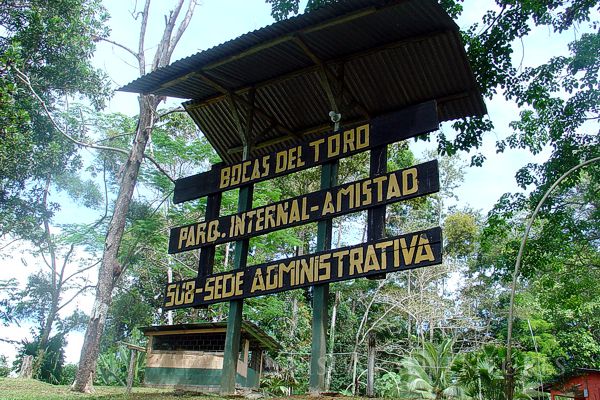 BOCAS DEL TORO
PARQ. INTERNAL-AMISTAD
SUB-SEDE ADMINISTRATIVA